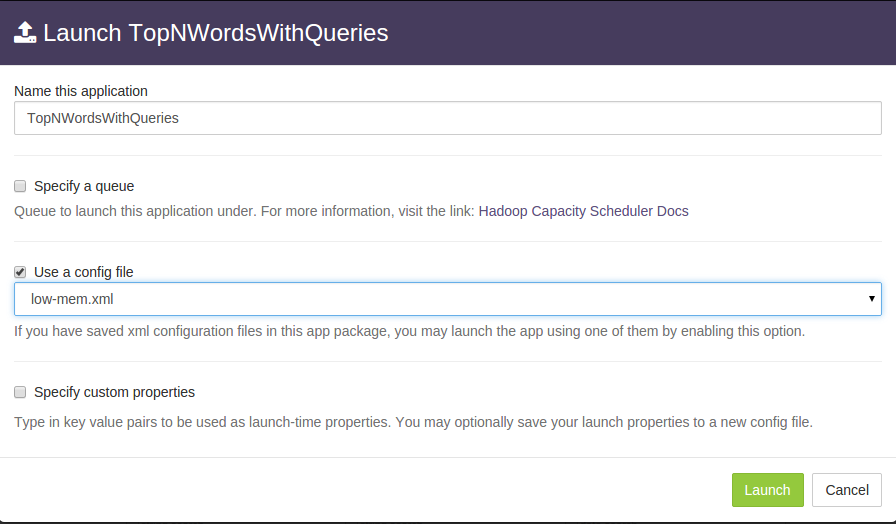 Launch TopNWordsWithQueries
Name this application
TopNWordsWithQueries
Specify a queue
Queue to launch this application under. For more information, visit the link: Hadoop Capacity Scheduler Docs
Use a config file
low-mem.xml
If you have saved xml configuration files in this app package, you may launch the app using one of them by enabling this option.
Specify custom properties
Type in key value pairs to be used as launch-time properties. You may optionally save your launch properties to a new config file.
Launch Cancel